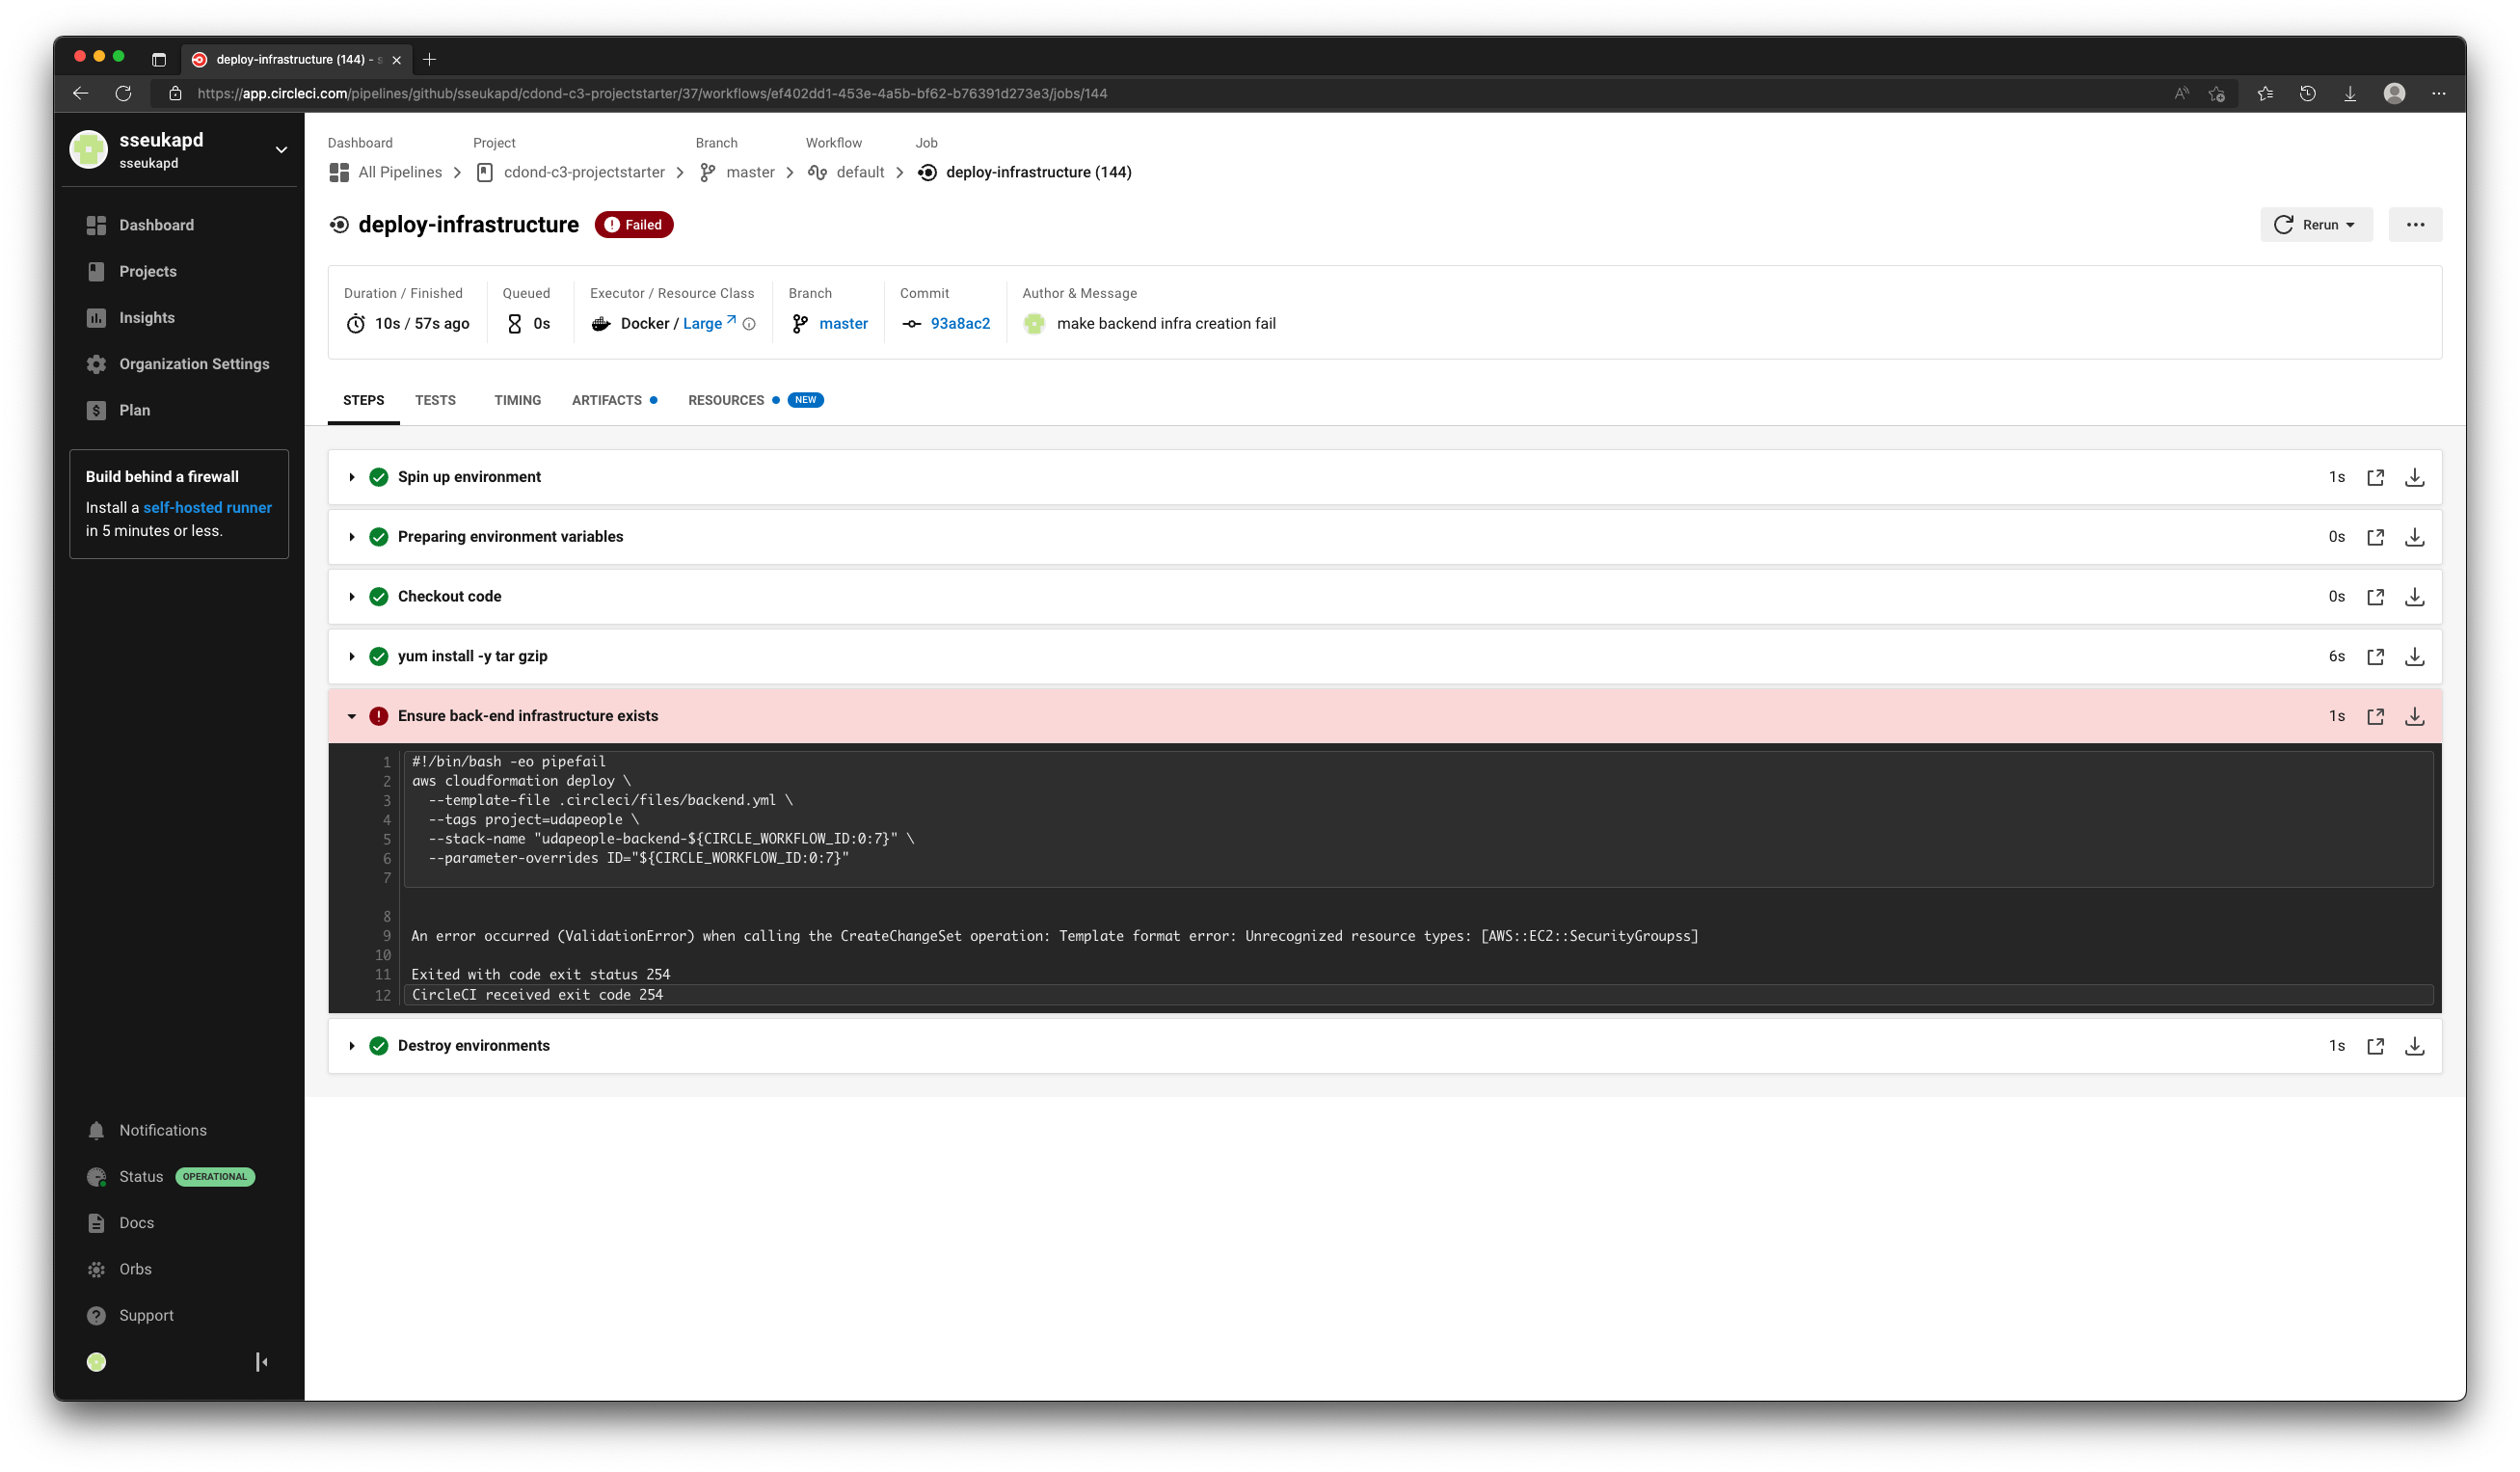 deploy-infrastructure (144) - s
https://app.circleci.com/pipelines/github/sseukapd/cdond-c3-projectstarter/37/workflows/ef402dd1-453e-4a5b-bf62-b76391d273e3/jobs/144
sseukapd
sseukapd
Dashboard
Projects
Insights
Organization Settings
Plan
Build behind a firewall
Install a self-hosted runner
in 5 minutes or less.
Notifications
Status OPERATIONAL
Docs
Orbs
Support
Dashboard Project Branch Workflow Job
All Pipelines cdond-c3-projectstarter master default deploy-infrastructure (144)
deploy-infrastructure Failed
Rerun
Duration / Finished Queued Executor / Resource Class Branch Commit Author & Message
10s / 57s ago 0s Docker / Large master 93a8ac2 make backend infra creation fail
STEPS TESTS TIMING ARTIFACTS RESOURCES NEW
Spin up environment 1s
Preparing environment variables 0s
Checkout code 0s
yum install -y tar gzip 6s
Ensure back-end infrastructure exists 1s
1 #!/bin/bash -eo pipefail
2 aws cloudformation deploy \
3 --template-file .circleci/files/backend.yml \
4 --tags project=udapeople \
5 --stack-name "udapeople-backend-${CIRCLE_WORKFLOW_ID:0:7}" \
6 --parameter-overrides ID="${CIRCLE_WORKFLOW_ID:0:7}"
7
8
9 An error occurred (ValidationError) when calling the CreateChangeSet operation: Template format error: Unrecognized resource types: [AWS::EC2::SecurityGroupss]
10
11 Exited with code exit status 254
12 CircleCI received exit code 254
Destroy environments 1s